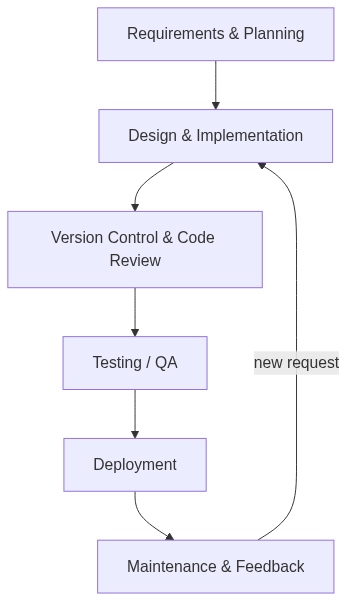 Requirements & Planning
Design & Implementation
Version Control & Code
Review
Testing / QA
new request
Deployment
Maintenance & Feedback